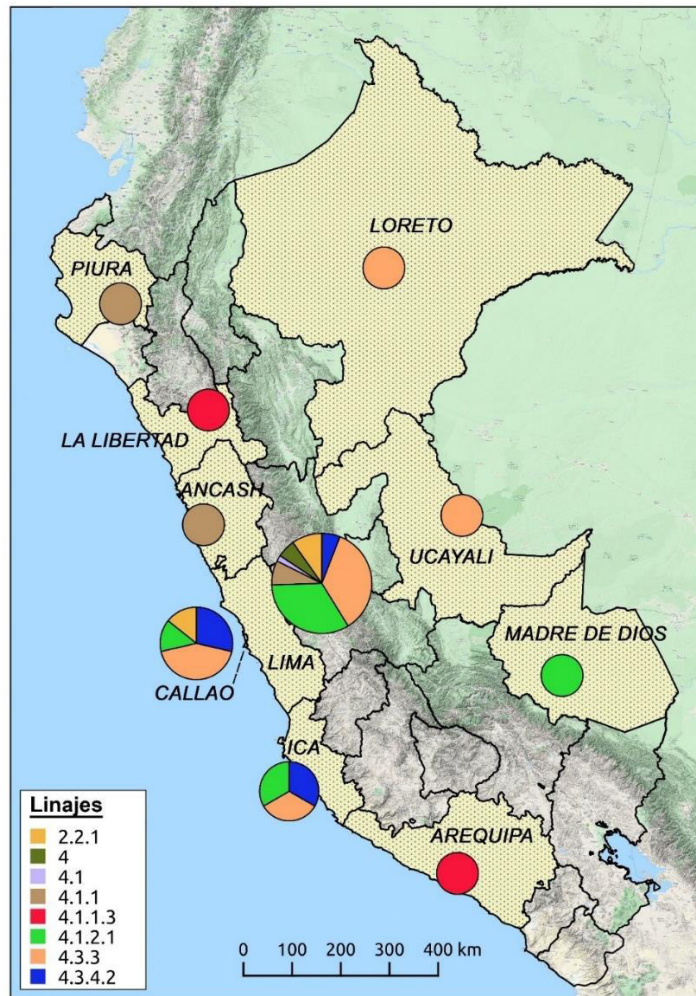 LORETO
PIURA
LA LIBERTAD
ANCASH
UCAYALI
MADRE DE DIOS
LIMA
CALLAO
ICA
AREQUIPA
Linajes
2.2.1
4
4.1
4.1.1
4.1.1.3
4.1.2.1
4.3.3
4.3.4.2
0 100 200 300 400 km